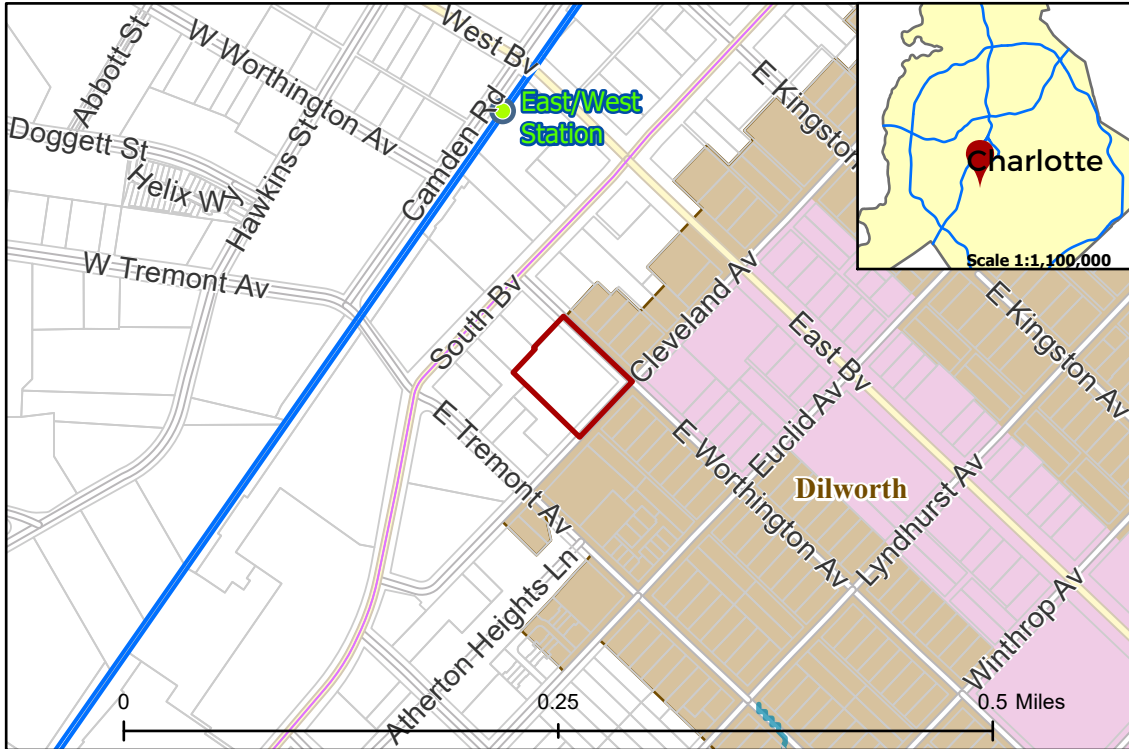 Abbott St
W Worthington Av
West Bv
E Kingston
Camden Rd
East/West
Station
Doggett St
Helix Wy
Hawkins St
W Tremont Av
South Bv
Charlotte
Scale 1:1,100,000
Cleveland Av
East Bv
E Kingston Av
Euclid Av
E Tremont Av
E Worthington Av
Dilworth
Lyndhurst Av
Atherton Heights Ln
Winthrop Av
0
0.25
0.5 Miles